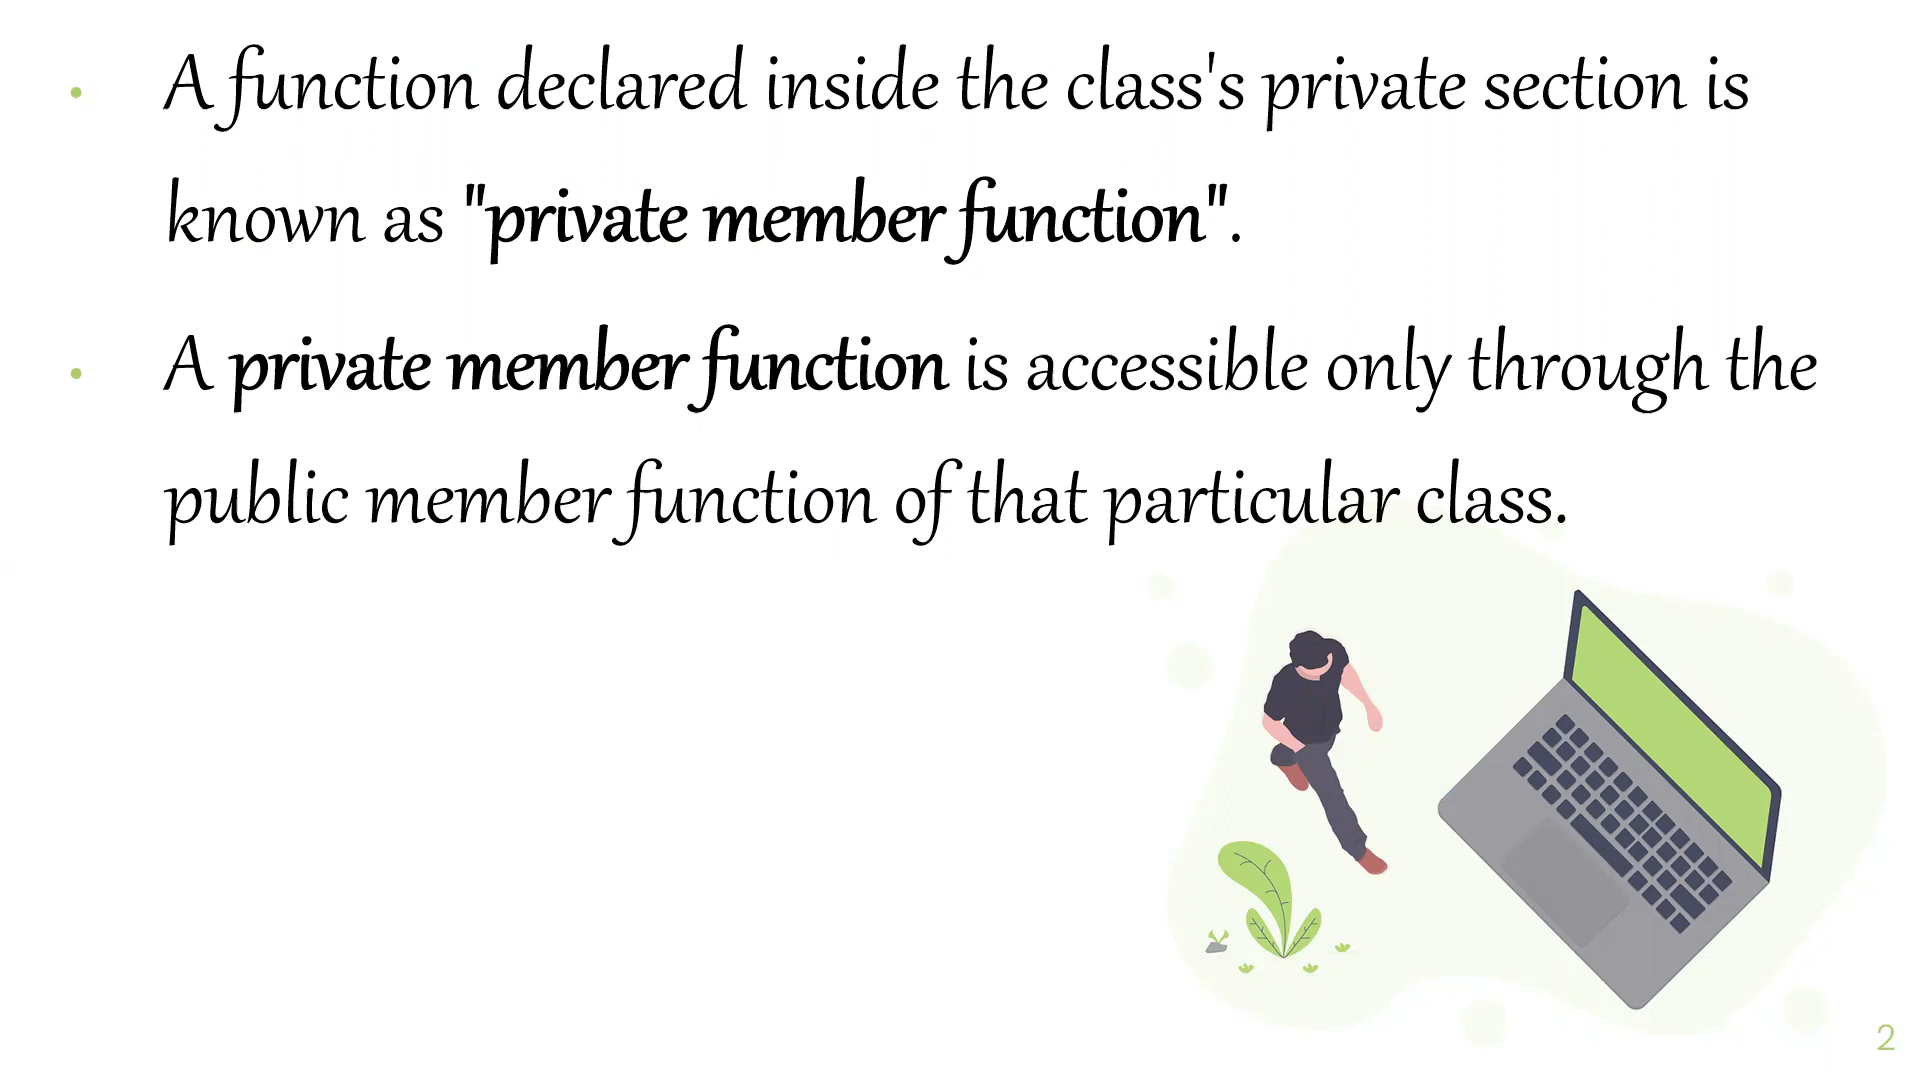 • A function declared inside the class's private section is
known as "private member function".
• A private member function is accessible only through the
public member function of that particular class.
2